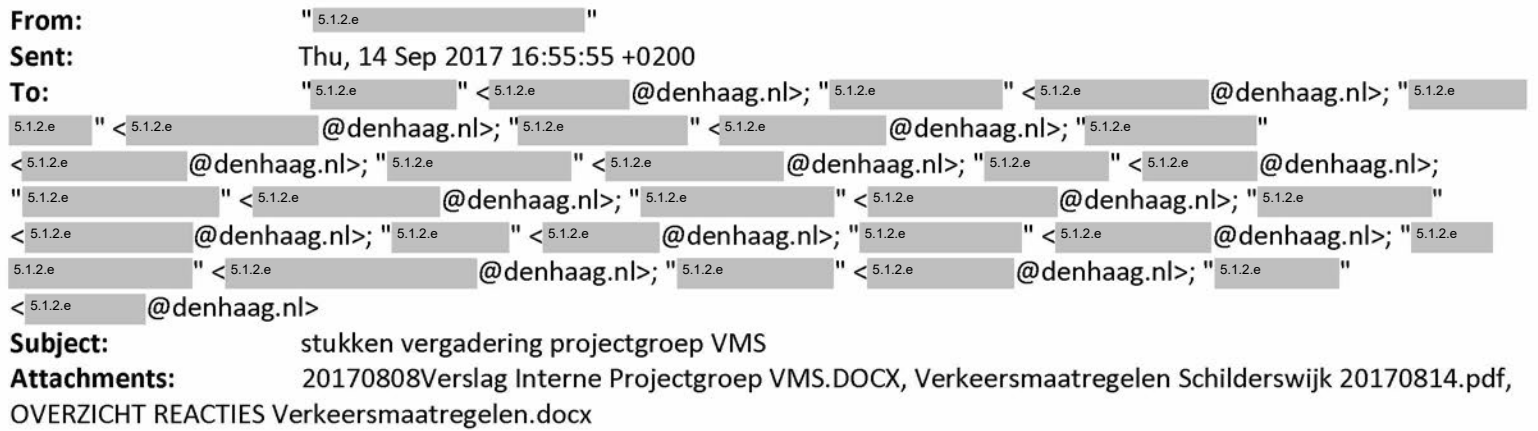 From: "5.1.2.e"
Sent: Thu, 14 Sep 2017 16:55:55 +0200
To: "5.1.2.e" <5.1.2.e@denhaag.nl>; "5.1.2.e" <5.1.2.e@denhaag.nl>; "5.1.2.e
5.1.2.e" <5.1.2.e@denhaag.nl>; "5.1.2.e" <5.1.2.e@denhaag.nl>; "5.1.2.e"
<5.1.2.e@denhaag.nl>; "5.1.2.e" <5.1.2.e@denhaag.nl>; "5.1.2.e" <5.1.2.e@denhaag.nl>;
"5.1.2.e" <5.1.2.e@denhaag.nl>; "5.1.2.e" <5.1.2.e@denhaag.nl>; "5.1.2.e"
<5.1.2.e@denhaag.nl>; "5.1.2.e" <5.1.2.e@denhaag.nl>; "5.1.2.e" <5.1.2.e@denhaag.nl>; "5.1.2.e
5.1.2.e" <5.1.2.e@denhaag.nl>; "5.1.2.e" <5.1.2.e@denhaag.nl>; "5.1.2.e"
<5.1.2.e@denhaag.nl>
Subject: stukken vergadering projectgroep VMS
Attachments: 20170808Verslag Interne Projectgroep VMS.DOCX, Verkeersmaatregelen Schilderswijk 20170814.pdf,
OVERZICHT REACTIES Verkeersmaatregelen.docx